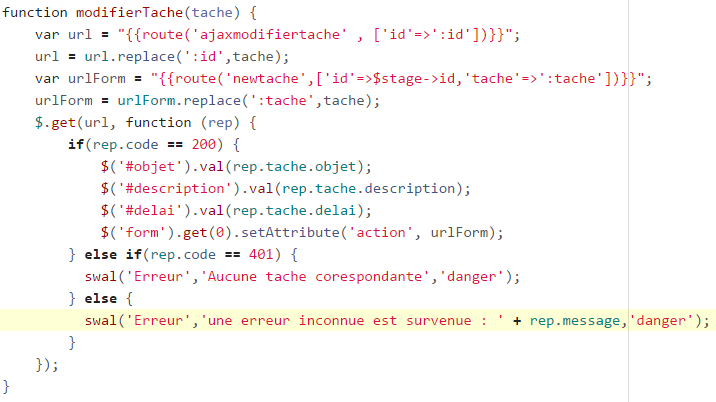 function modifierTache(tache) {
    var url = "{{route('ajaxmodifiertache' , ['id'=>':id'])}}";
    url = url.replace(':id',tache);
    var urlForm = "{{route('newtache',['id'=>$stage->id,'tache'=>':tache'])}}";
    urlForm = urlForm.replace(':tache',tache);
    $.get(url, function (rep) {
        if(rep.code == 200) {
            $('#objet').val(rep.tache.objet);
            $('#description').val(rep.tache.description);
            $('#delai').val(rep.tache.delai);
            $('form').get(0).setAttribute('action', urlForm);
        } else if(rep.code == 401) {
          swal('Erreur','Aucune tache corespondante','danger');
        } else {
          swal('Erreur','une erreur inconnue est survenue : ' + rep.message,'danger');
        }
    });
}